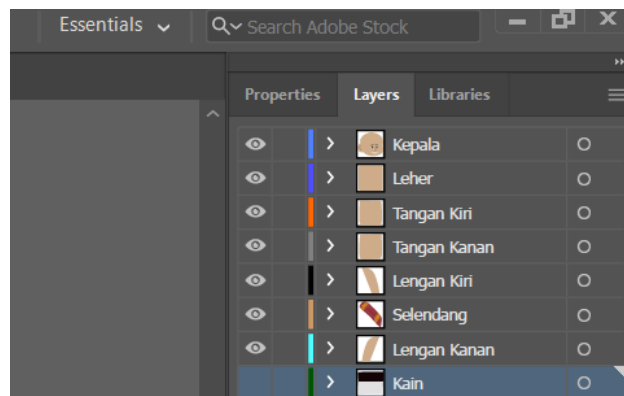 Essentials Search Adobe Stock
Properties Layers Libraries
Kepala
Leher
Tangan Kiri
Tangan Kanan
Lengan Kiri
Selendang
Lengan Kanan
Kain